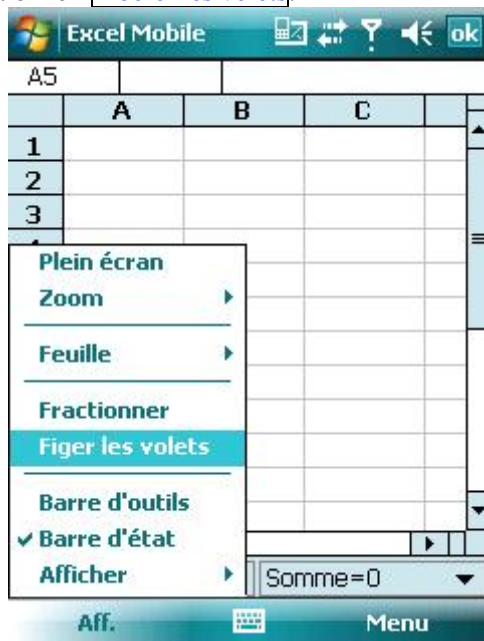 Excel Mobile ok
A5
A B C
1
2
3
Plein écran
Zoom
Feuille
Fractionner
Figer les volets
Barre d'outils
Barre d'état
Afficher
Somme=0
Aff. Menu